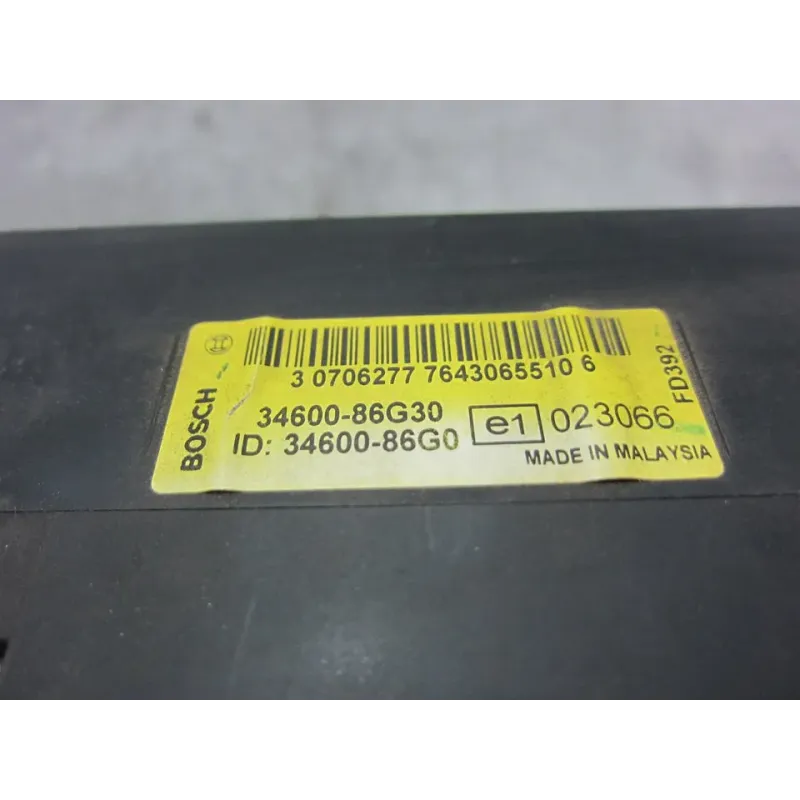 BOSCH
3 0706277 7643065510 6
34600-86G30
ID: 34600-86G0
e1 023066
MADE IN MALAYSIA
FD392